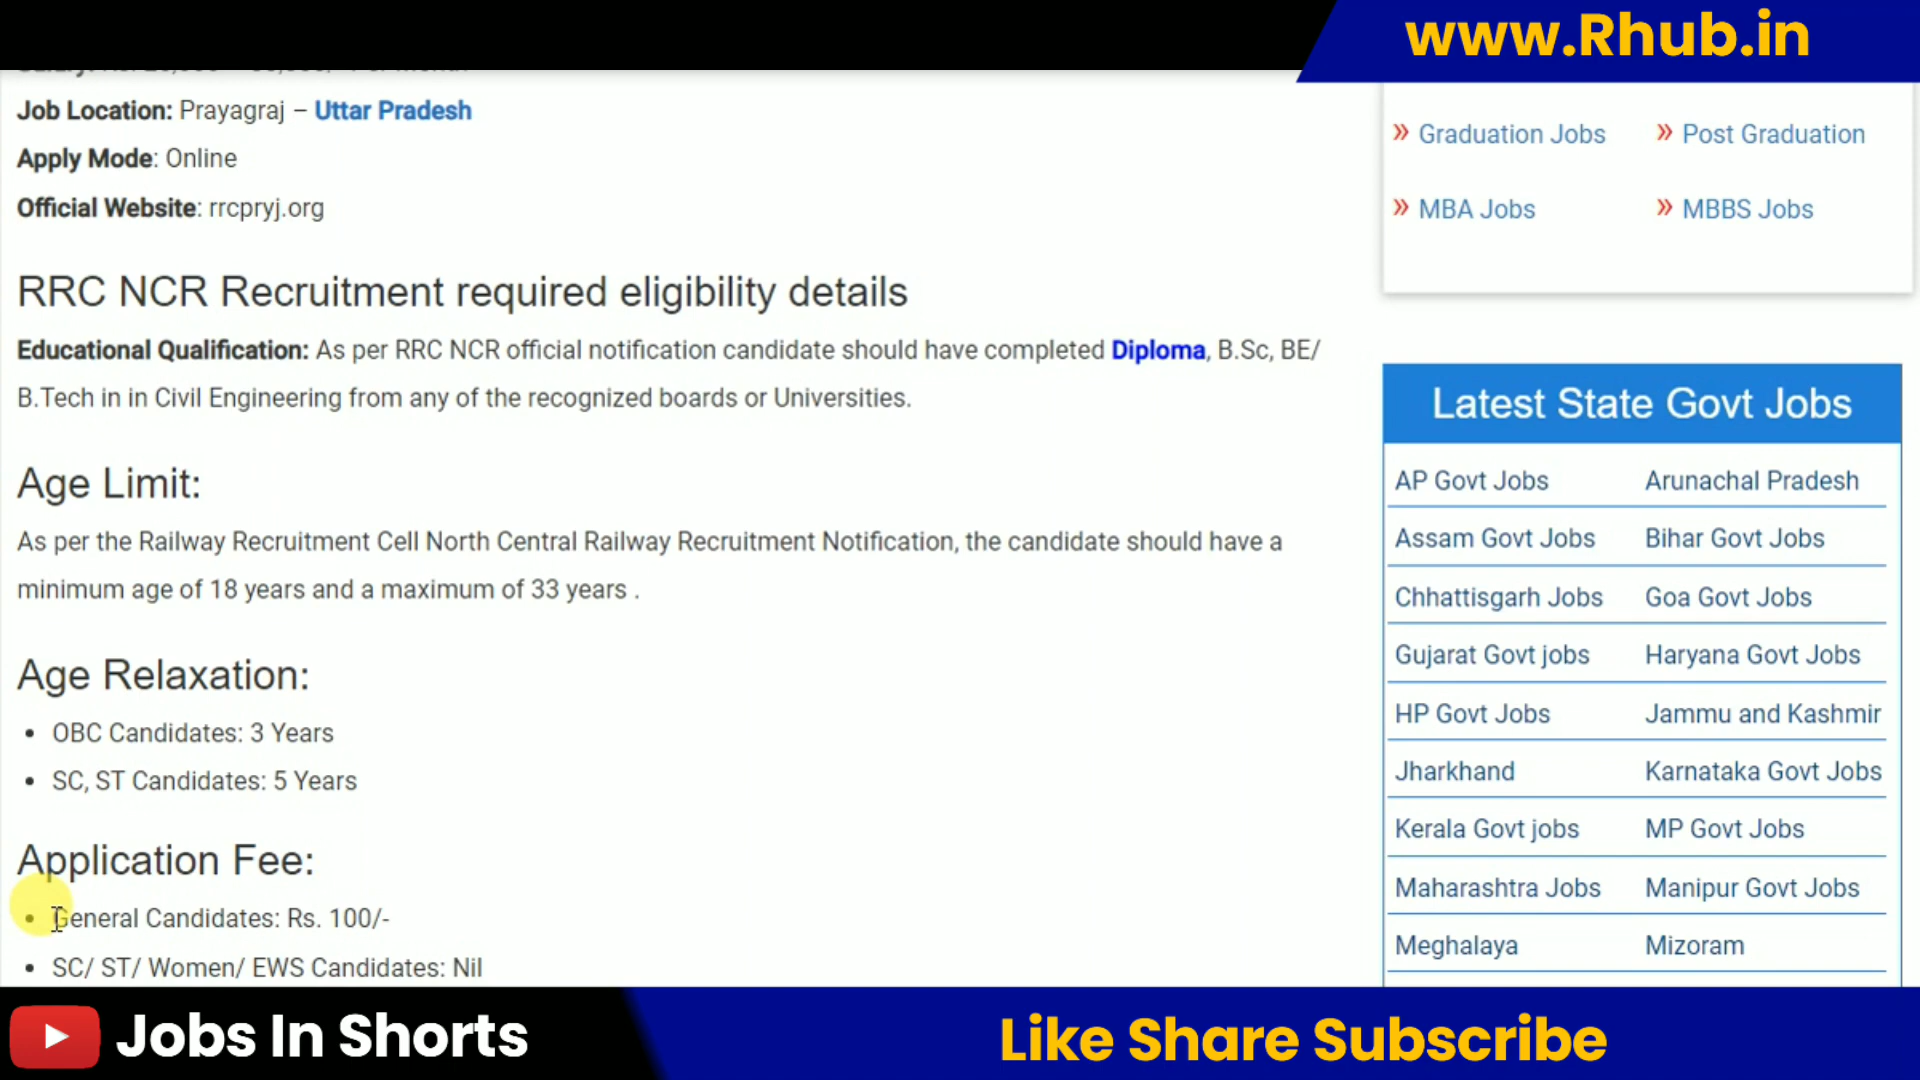 www.Rhub.in
Job Location: Prayagraj – Uttar Pradesh
Apply Mode: Online
Official Website: rrcpryj.org
RRC NCR Recruitment required eligibility details
Educational Qualification: As per RRC NCR official notification candidate should have completed Diploma, B.Sc, BE/
B.Tech in in Civil Engineering from any of the recognized boards or Universities.
Age Limit:
As per the Railway Recruitment Cell North Central Railway Recruitment Notification, the candidate should have a
minimum age of 18 years and a maximum of 33 years .
Age Relaxation:
• OBC Candidates: 3 Years
• SC, ST Candidates: 5 Years
Application Fee:
• General Candidates: Rs. 100/-
• SC/ ST/ Women/ EWS Candidates: Nil
» Graduation Jobs » Post Graduation
» MBA Jobs » MBBS Jobs
Latest State Govt Jobs
AP Govt Jobs Arunachal Pradesh
Assam Govt Jobs Bihar Govt Jobs
Chhattisgarh Jobs Goa Govt Jobs
Gujarat Govt jobs Haryana Govt Jobs
HP Govt Jobs Jammu and Kashmir
Jharkhand Karnataka Govt Jobs
Kerala Govt jobs MP Govt Jobs
Maharashtra Jobs Manipur Govt Jobs
Meghalaya Mizoram
Jobs In Shorts
Like Share Subscribe